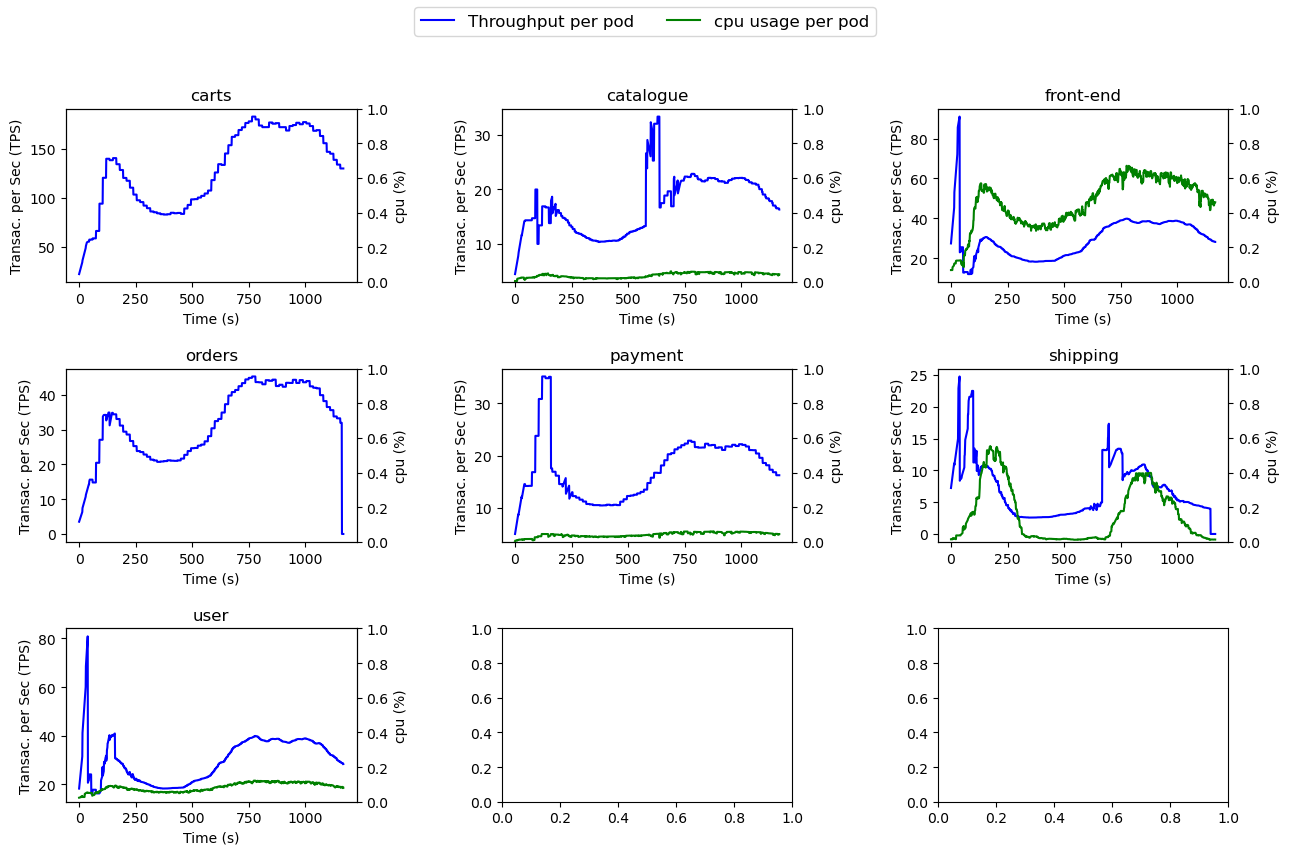 Throughput per pod cpu usage per pod
carts
catalogue
front-end
Transac. per Sec (TPS)
150
100
50
1.0
0.8
0.6
0.4
0.2
0.0
cpu (%)
0 250 500 750 1000
Time (s)
Transac. per Sec (TPS)
30
20
10
1.0
0.8
0.6
0.4
0.2
0.0
cpu (%)
0 250 500 750 1000
Time (s)
Transac. per Sec (TPS)
80
60
40
20
1.0
0.8
0.6
0.4
0.2
0.0
cpu (%)
0 250 500 750 1000
Time (s)
orders
payment
shipping
Transac. per Sec (TPS)
40
30
20
10
0
1.0
0.8
0.6
0.4
0.2
0.0
cpu (%)
0 250 500 750 1000
Time (s)
Transac. per Sec (TPS)
30
20
10
1.0
0.8
0.6
0.4
0.2
0.0
cpu (%)
0 250 500 750 1000
Time (s)
Transac. per Sec (TPS)
25
20
15
10
5
0
1.0
0.8
0.6
0.4
0.2
0.0
cpu (%)
0 250 500 750 1000
Time (s)
user
Transac. per Sec (TPS)
80
60
40
20
1.0
0.8
0.6
0.4
0.2
0.0
cpu (%)
0 250 500 750 1000
Time (s)
1.0
0.8
0.6
0.4
0.2
0.0
0.0 0.2 0.4 0.6 0.8 1.0
1.0
0.8
0.6
0.4
0.2
0.0
0.0 0.2 0.4 0.6 0.8 1.0